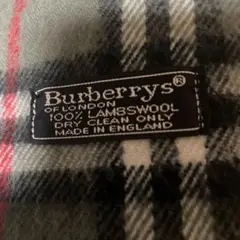 Burberrys®
OF LONDON
100% LAMBSWOOL
DRY CLEAN ONLY
MADE IN ENGLAND